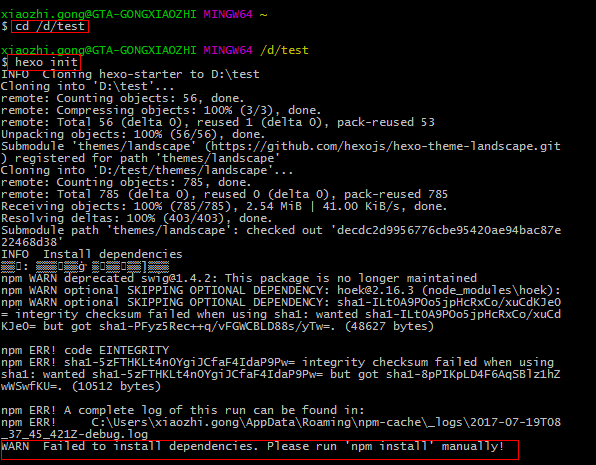 xiaozhi.gong@GTA-GONGXIAOZHI MINGW64 ~
$ cd /d/test
xiaozhi.gong@GTA-GONGXIAOZHI MINGW64 /d/test
$ hexo init
INFO  Cloning hexo-starter to D:\test
Cloning into 'D:\test'...
remote: Counting objects: 56, done.
remote: Compressing objects: 100% (3/3), done.
remote: Total 56 (delta 0), reused 1 (delta 0), pack-reused 53
Unpacking objects: 100% (56/56), done.
Submodule 'themes/landscape' (https://github.com/hexojs/hexo-theme-landscape.git
) registered for path 'themes/landscape'
Cloning into 'D:/test/themes/landscape'...
remote: Counting objects: 785, done.
remote: Total 785 (delta 0), reused 0 (delta 0), pack-reused 785
Receiving objects: 100% (785/785), 2.54 MiB | 41.00 KiB/s, done.
Resolving deltas: 100% (403/403), done.
Submodule path 'themes/landscape': checked out 'decdc2d9956776cbe95420ae94bac87e
22468d38'
INFO  Install dependencies
npm WARN deprecated swig@1.4.2: This package is no longer maintained
npm WARN optional SKIPPING OPTIONAL DEPENDENCY: hoek@2.16.3 (node_modules\hoek):
npm WARN optional SKIPPING OPTIONAL DEPENDENCY: sha1-ILtOA9POo5jpHcRxCo/xuCdKJe0
= integrity checksum failed when using sha1: wanted sha1-ILtOA9POo5jpHcRxCo/xuCd
KJe0= but got sha1-PFyz5Rec++q/vFGWCBLD88s/yTw=. (48627 bytes)
npm ERR! code EINTEGRITY
npm ERR! sha1-5zFTHKLt4n0YgiJCfaF4IdaP9Pw= integrity checksum failed when using
sha1: wanted sha1-5zFTHKLt4n0YgiJCfaF4IdaP9Pw= but got sha1-8pPIKpLD4F6AqSBlz1hZ
wWSwfKU=. (10512 bytes)
npm ERR! A complete log of this run can be found in:
npm ERR!     C:\Users\xiaozhi.gong\AppData\Roaming\npm-cache\_logs\2017-07-19T08
_37_45_421Z-debug.log
WARN  Failed to install dependencies. Please run 'npm install' manually!